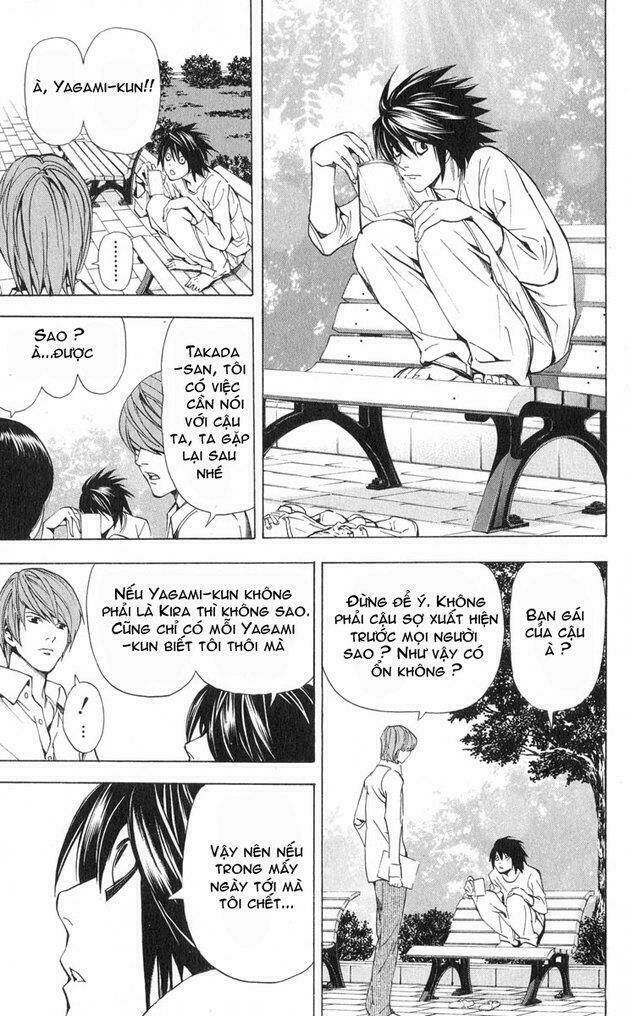 À, YAGAMI-KUN!!
......
TAKADA
-SAN, TÔI
CÓ VIỆC
CẦN NÓI
VỚI CẬU
TA, TA GẶP
LẠI SAU
NHÉ
SAO ?
À...ĐƯỢC
BẠN GÁI
CỦA CẬU
À ?
ĐỪNG ĐỂ Ý. KHÔNG
PHẢI CẬU SỢ XUẤT HIỆN
TRƯỚC MỌI NGƯỜI
SAO ? NHƯ VẬY CÓ
ỔN KHÔNG ?
NẾU YAGAMI-KUN KHÔNG
PHẢI LÀ KIRA THÌ KHÔNG SAO.
CŨNG CHỈ CÓ MỖI YAGAMI
-KUN BIẾT TÔI THÔI MÀ
!...
VẬY NÊN NẾU
TRONG MẤY
NGÀY TỚI MÀ
TÔI CHẾT...